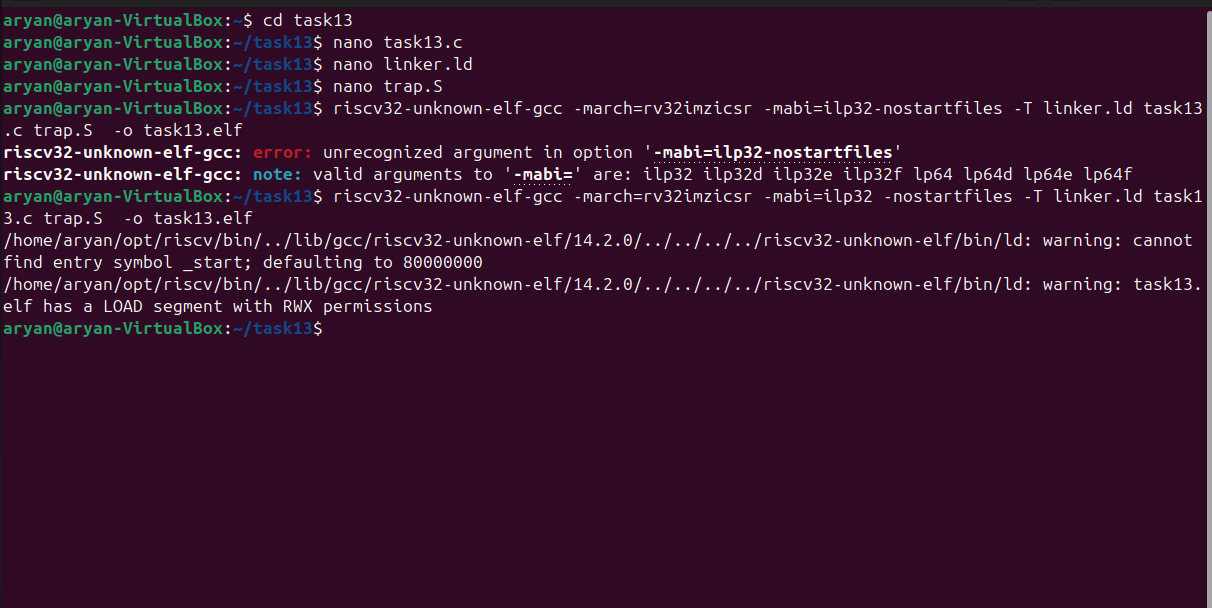 aryan@aryan-VirtualBox:~$ cd task13
aryan@aryan-VirtualBox:~/task13$ nano task13.c
aryan@aryan-VirtualBox:~/task13$ nano linker.ld
aryan@aryan-VirtualBox:~/task13$ nano trap.S
aryan@aryan-VirtualBox:~/task13$ riscv32-unknown-elf-gcc -march=rv32imzicsr -mabi=ilp32-nostartfiles -T linker.ld task13
.c trap.S  -o task13.elf
riscv32-unknown-elf-gcc: error: unrecognized argument in option '-mabi=ilp32-nostartfiles'
riscv32-unknown-elf-gcc: note: valid arguments to '-mabi=' are: ilp32 ilp32d ilp32e ilp32f lp64 lp64d lp64e lp64f
aryan@aryan-VirtualBox:~/task13$ riscv32-unknown-elf-gcc -march=rv32imzicsr -mabi=ilp32 -nostartfiles -T linker.ld task1
3.c trap.S  -o task13.elf
/home/aryan/opt/riscv/bin/../lib/gcc/riscv32-unknown-elf/14.2.0/../../../../riscv32-unknown-elf/bin/ld: warning: cannot
find entry symbol _start; defaulting to 80000000
/home/aryan/opt/riscv/bin/../lib/gcc/riscv32-unknown-elf/14.2.0/../../../../riscv32-unknown-elf/bin/ld: warning: task13.
elf has a LOAD segment with RWX permissions
aryan@aryan-VirtualBox:~/task13$